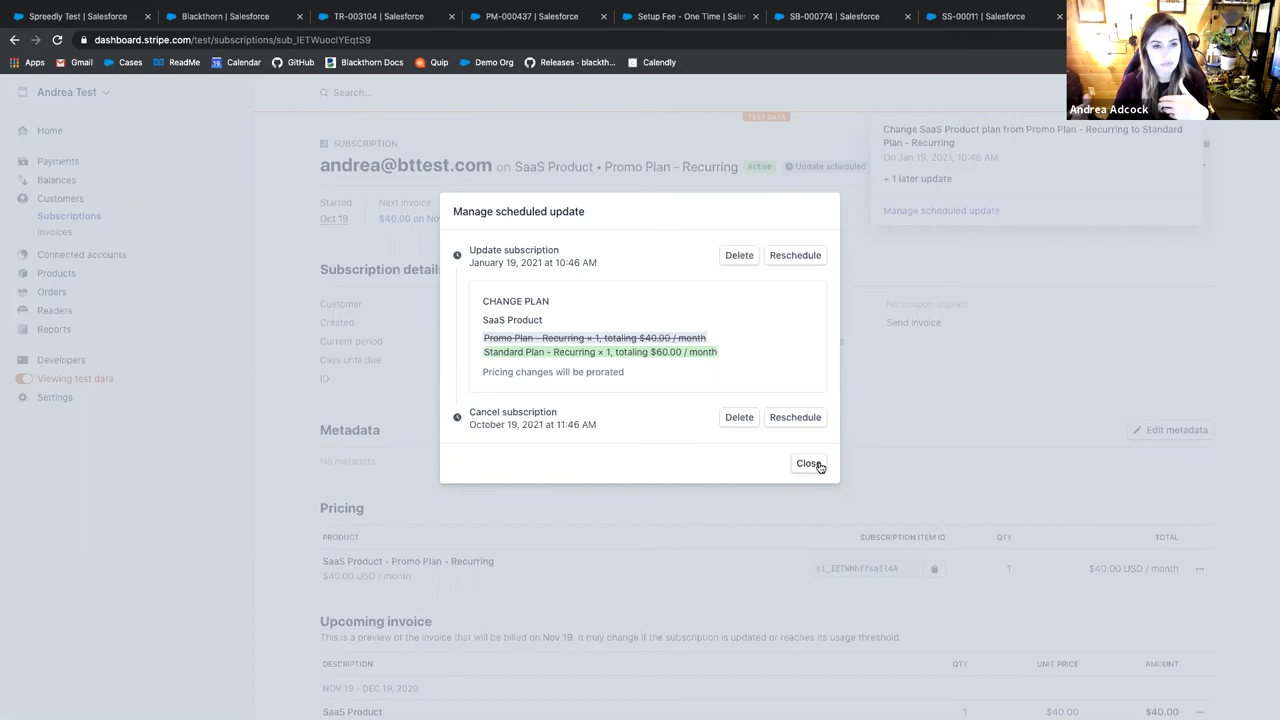 Spreedly Test | Salesforce
Blackthorn | Salesforce
TR-003104 | Salesforce
Salesforce
Setup Fee - One Time | Sales
SB-000774 | Salesforce
SS-00011 | Salesforce
dashboard.stripe.com/test/subscriptions/sub_IETWuoclYEqtS9
Apps
Gmail
Cases
ReadMe
Calendar
GitHub
Blackthorn Docs
Quip
Demo Org
Releases · blackth...
Calendly
Andrea Adcock
Andrea Test
Search...
TEST DATA
Home
Payments
Balances
Customers
Subscriptions
Invoices
Connected accounts
Products
Orders
Readers
Reports
Developers
Viewing test data
Settings
SUBSCRIPTION
andrea@bttest.com on SaaS Product • Promo Plan - Recurring
Active
Update scheduled
Change SaaS Product plan from Promo Plan - Recurring to Standard
Plan - Recurring
On Jan 19, 2021, 10:46 AM
+ 1 later update
Manage scheduled update
Started
Oct 19
Next invoice
$40.00 on Nov
Subscription details
Customer
Created
Current period
Days until due
ID
No coupon applied
Send invoice
Manage scheduled update
Update subscription
January 19, 2021 at 10:46 AM
Delete
Reschedule
CHANGE PLAN
SaaS Product
Promo Plan - Recurring × 1, totaling $40.00 / month
Standard Plan - Recurring × 1, totaling $60.00 / month
Pricing changes will be prorated
Cancel subscription
October 19, 2021 at 11:46 AM
Delete
Reschedule
Close
Metadata
Edit metadata
No metadata
Pricing
PRODUCT
SUBSCRIPTION ITEM ID
QTY
TOTAL
SaaS Product • Promo Plan - Recurring
$40.00 USD / month
1
$40.00 USD / month
Upcoming invoice
This is a preview of the invoice that will be billed on Nov 19. It may change if the subscription is updated or reaches its usage threshold.
DESCRIPTION
QTY
UNIT PRICE
AMOUNT
NOV 19 - DEC 19, 2020
SaaS Product
1
$40.00
$40.00